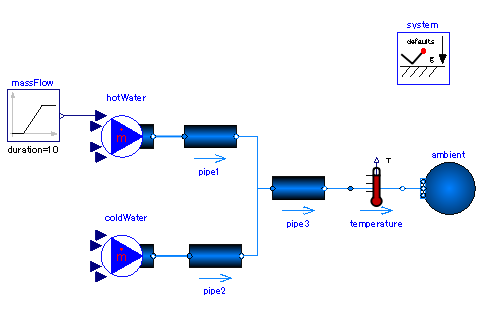 system
defaults
g
massFlow
duration=10
hotWater
m
pipe1
T
ambient
pipe3
temperature
coldWater
m
pipe2